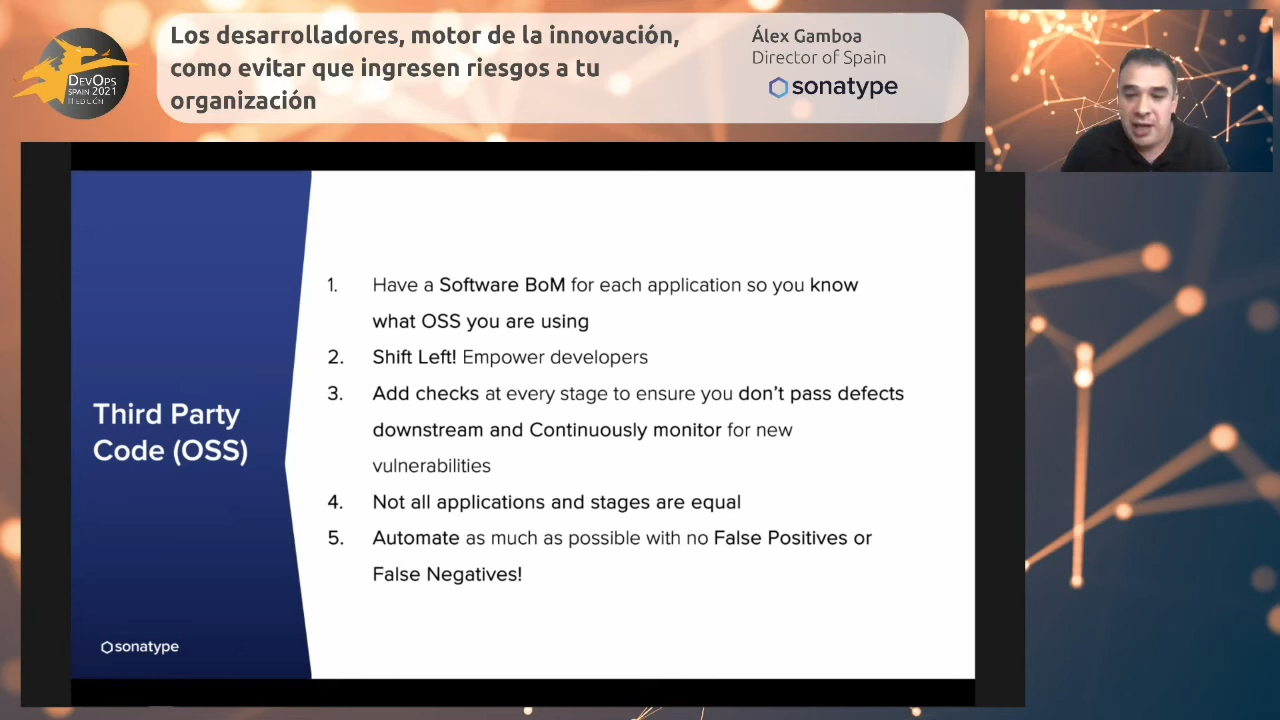 DEVOPS
SPAIN 2021
III EDICIÓN
Los desarrolladores, motor de la innovación,
como evitar que ingresen riesgos a tu
organización
Álex Gamboa
Director of Spain
sonatype
Third Party
Code (OSS)
1. Have a Software BoM for each application so you know
what OSS you are using
2. Shift Left! Empower developers
3. Add checks at every stage to ensure you don't pass defects
downstream and Continuously monitor for new
vulnerabilities
4. Not all applications and stages are equal
5. Automate as much as possible with no False Positives or
False Negatives!
sonatype